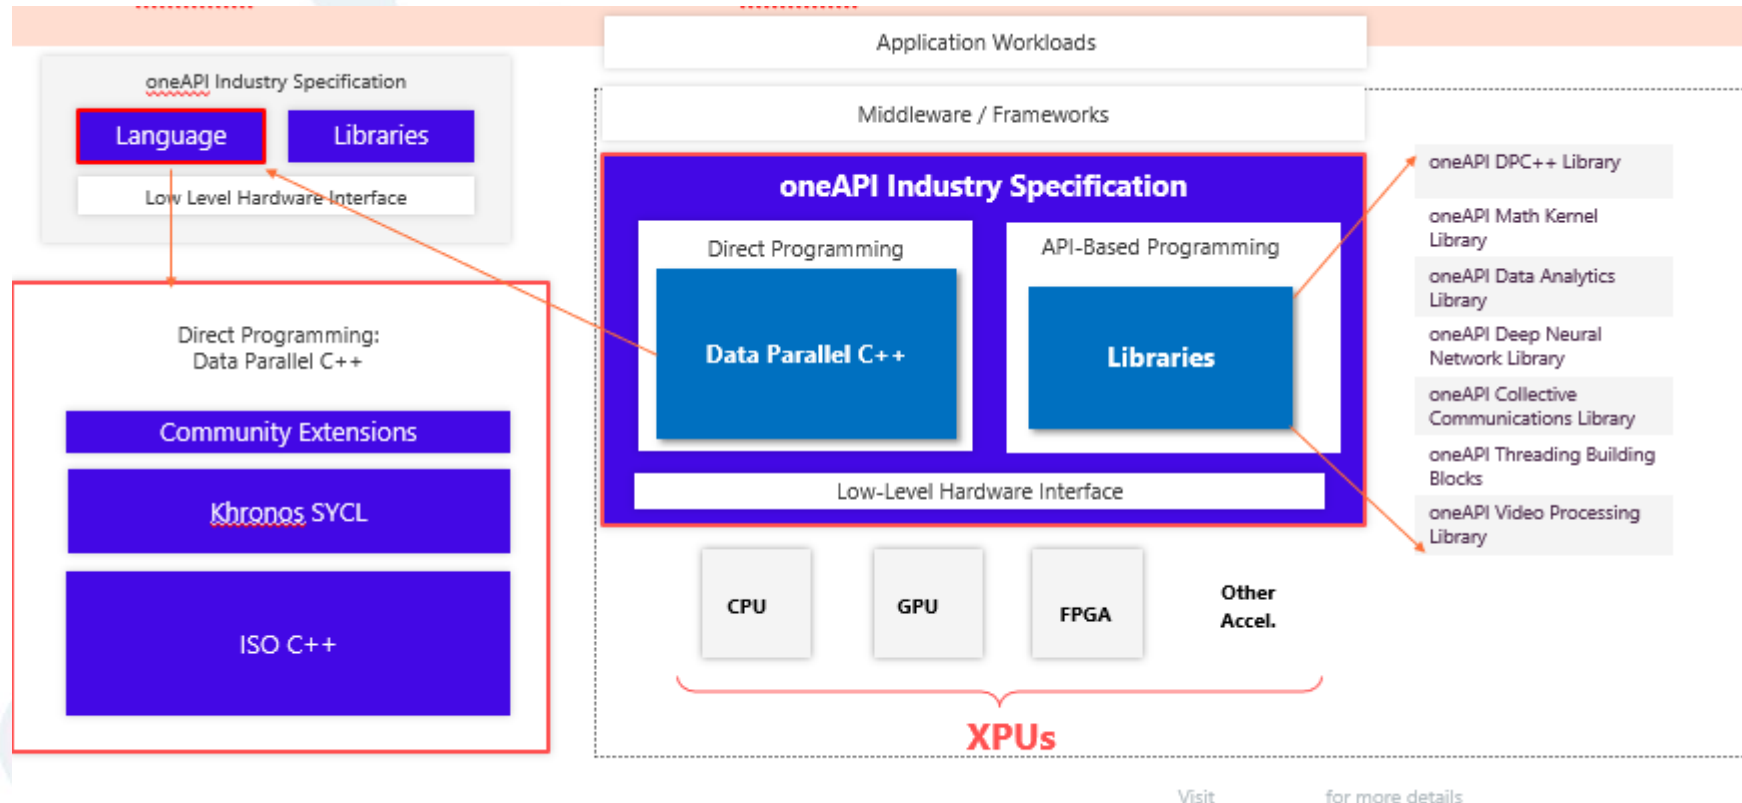 oneAPI Industry Specification
Language
Libraries
Low Level Hardware Interface
Direct Programming:
Data Parallel C++
Community Extensions
Khronos SYCL
ISO C++
Application Workloads
Middleware / Frameworks
oneAPI Industry Specification
Direct Programming
Data Parallel C++
API-Based Programming
Libraries
Low-Level Hardware Interface
CPU
GPU
FPGA
Other
Accel.
XPUs
oneAPI DPC++ Library
oneAPI Math Kernel
Library
oneAPI Data Analytics
Library
oneAPI Deep Neural
Network Library
oneAPI Collective
Communications Library
oneAPI Threading Building
Blocks
oneAPI Video Processing
Library
Visit for more details